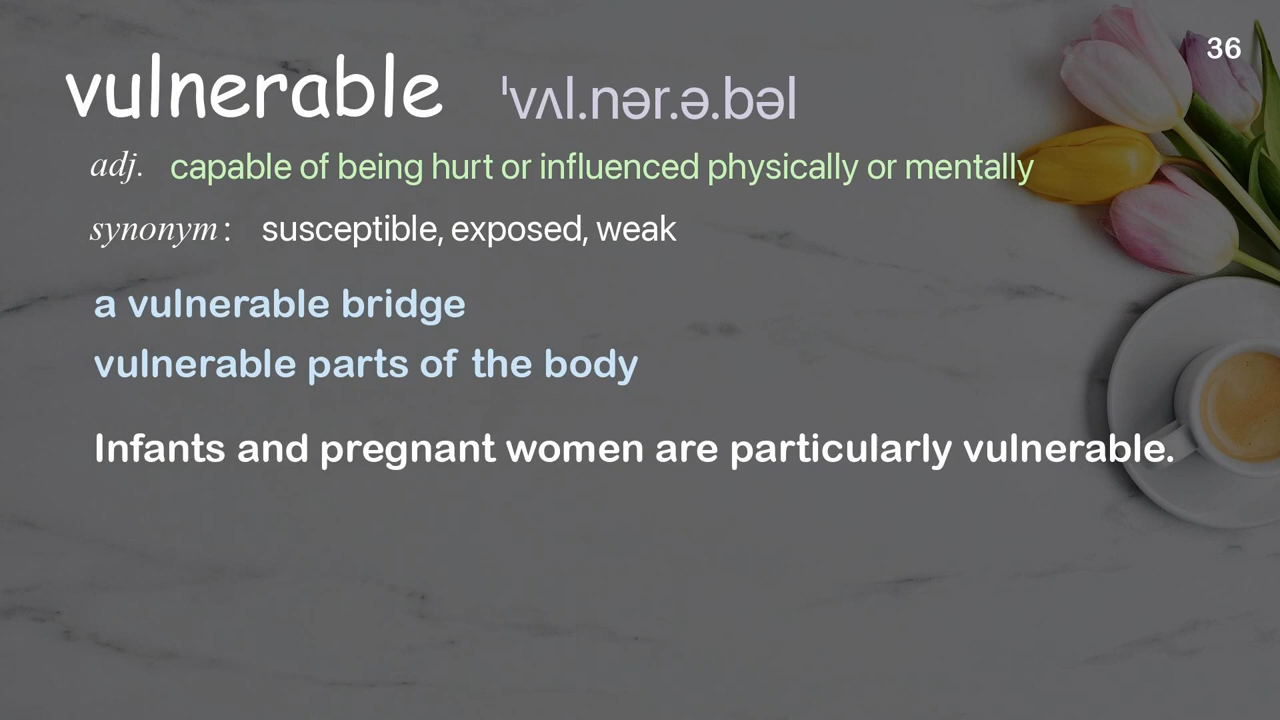 36
vulnerable ˈvʌl.nər.ə.bəl
adj. capable of being hurt or influenced physically or mentally
synonym: susceptible, exposed, weak
a vulnerable bridge
vulnerable parts of the body
Infants and pregnant women are particularly vulnerable.